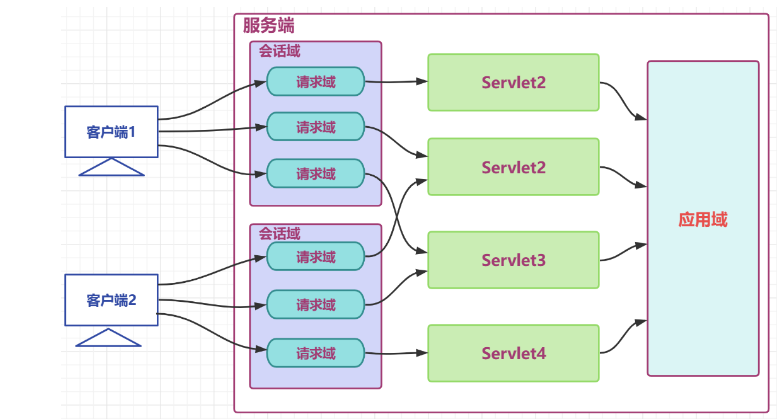 服务端
会话域
请求域
请求域
请求域
客户端1
会话域
请求域
请求域
请求域
客户端2
Servlet2
Servlet2
Servlet3
Servlet4
应用域